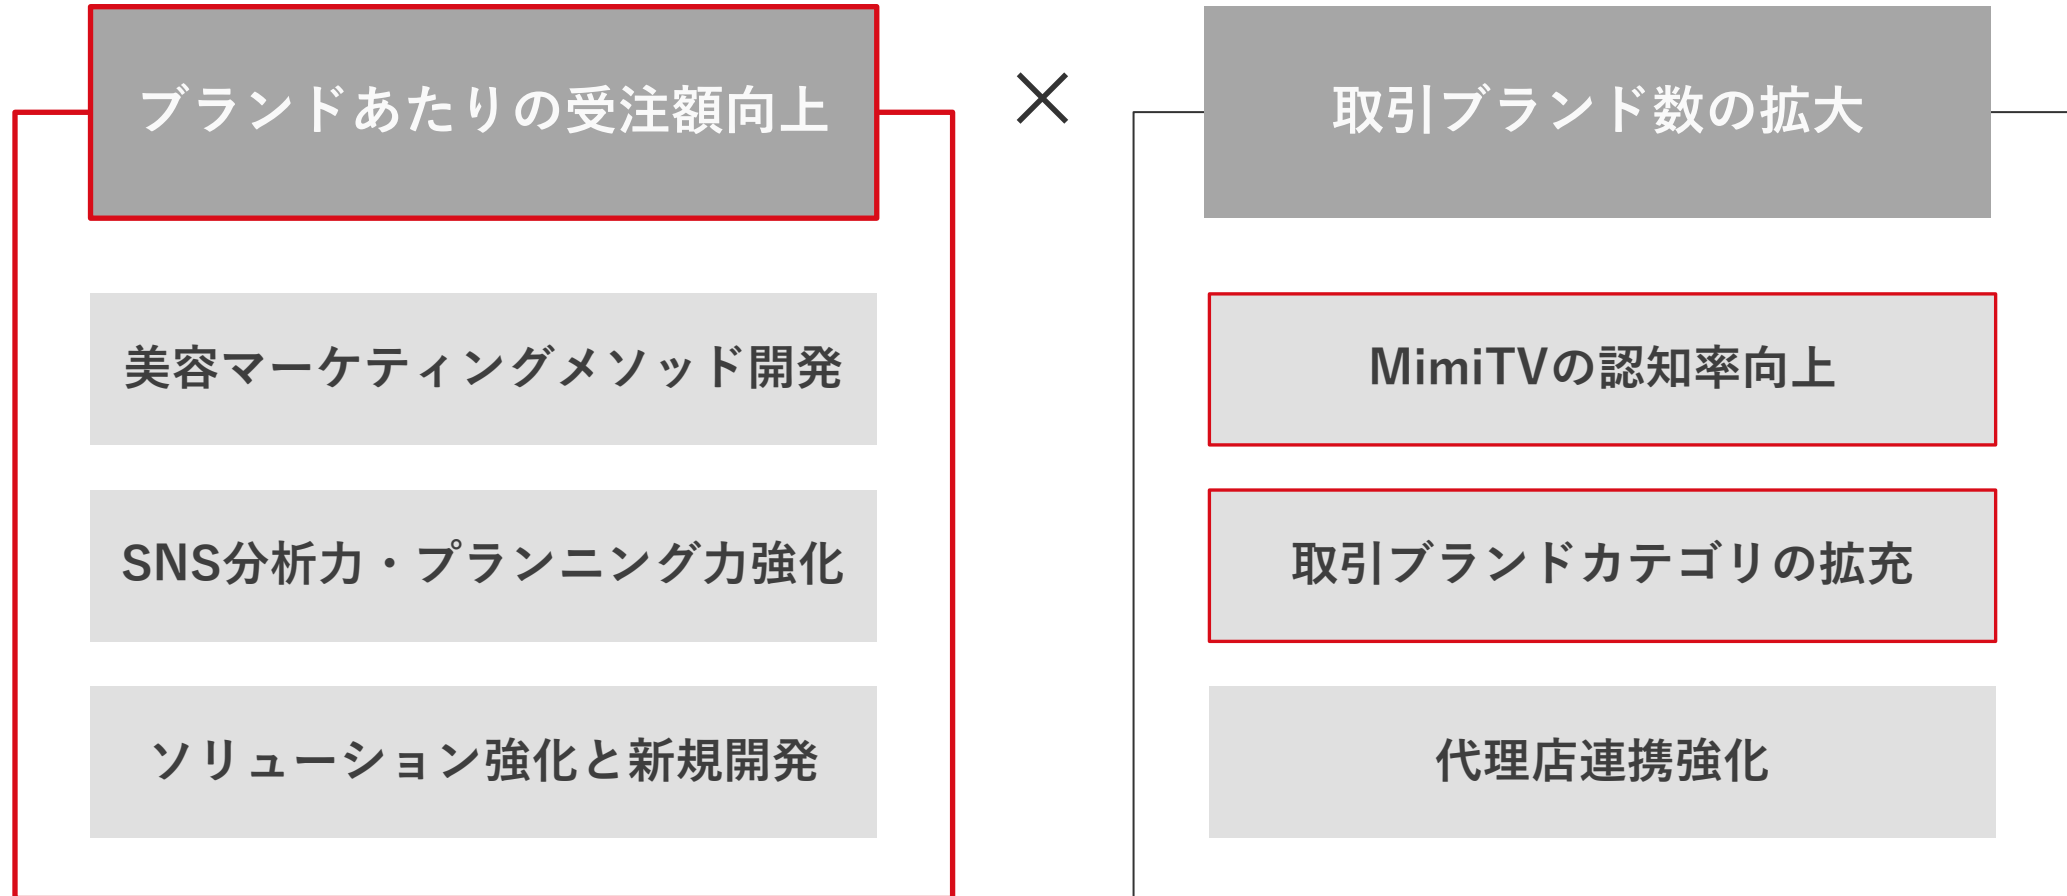 ブランドあたりの受注額向上
×
取引ブランド数の拡大
美容マーケティングメソッド開発
SNS分析力・プランニング力強化
ソリューション強化と新規開発
MimiTVの認知率向上
取引ブランドカテゴリの拡充
代理店連携強化